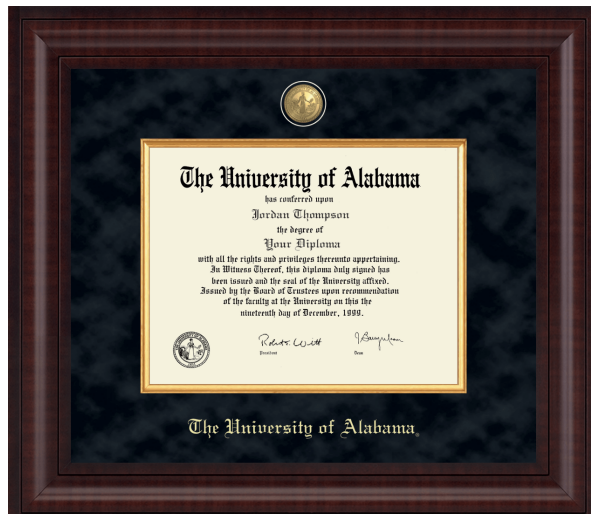 The University of Alabama
has conferred upon
Jordan Thompson
the degree of
Your Diploma
with all the rights and privileges thereunto appertaining.
In Witness Thereof, this diploma duly signed has
been issued and the seal of the University affixed.
Issued by the Board of Trustees upon recommendation
of the faculty at the University on this the
nineteenth day of December, 1999.
Robt E. Witt
President
Dean
The University of Alabama®